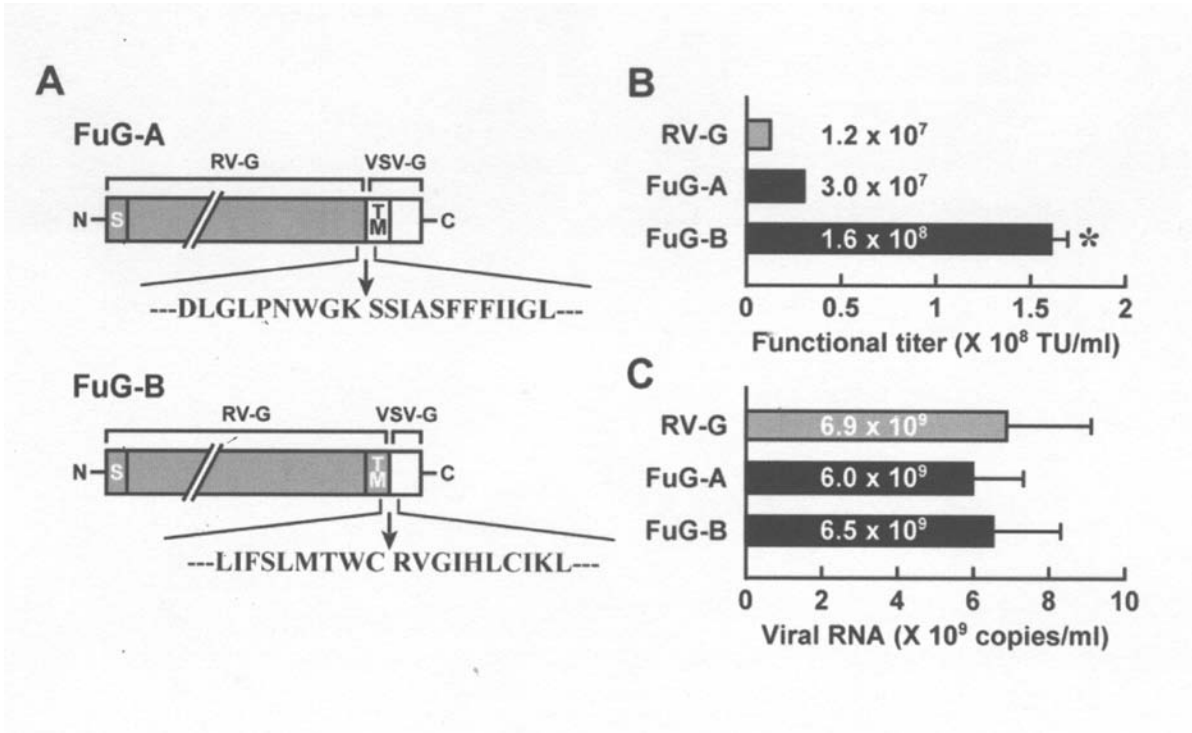 A
FuG-A
RV-G VSV-G
N S TM C
---DLGLPNWGK SSIASFFFIIGL---
FuG-B
RV-G VSV-G
N S TM C
---LIFSLMTWC RVGIHLCIKL---
B
RV-G 1.2 x 10⁷
FuG-A 3.0 x 10⁷
FuG-B 1.6 x 10⁸ *
0 0.5 1 1.5 2
Functional titer (X 10⁸ TU/ml)
C
RV-G 6.9 x 10⁹
FuG-A 6.0 x 10⁹
FuG-B 6.5 x 10⁹
0 2 4 6 8 10
Viral RNA (X 10⁹ copies/ml)